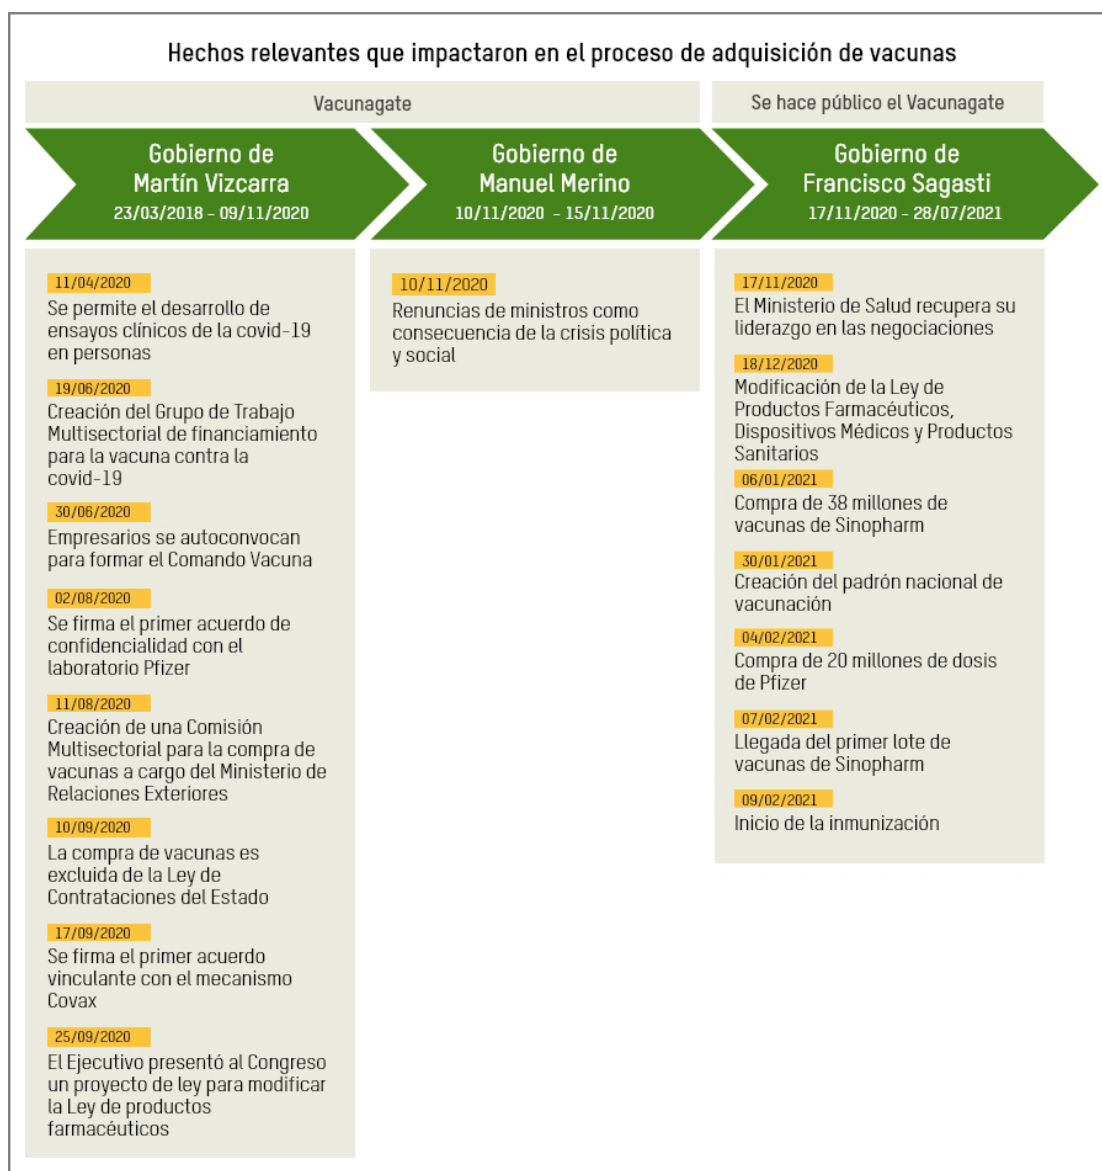 Hechos relevantes que impactaron en el proceso de adquisición de vacunas
Vacunagate
Se hace público el Vacunagate
Gobierno de
Martín Vizcarra
23/03/2018 - 09/11/2020
Gobierno de
Manuel Merino
10/11/2020 - 15/11/2020
Gobierno de
Francisco Sagasti
17/11/2020 - 28/07/2021
11/04/2020
Se permite el desarrollo de
ensayos clínicos de la covid-19
en personas
19/06/2020
Creación del Grupo de Trabajo
Multisectorial de financiamiento
para la vacuna contra la
covid-19
30/06/2020
Empresarios se autoconvocan
para formar el Comando Vacuna
02/08/2020
Se firma el primer acuerdo de
confidencialidad con el
laboratorio Pfizer
11/08/2020
Creación de una Comisión
Multisectorial para la compra de
vacunas a cargo del Ministerio de
Relaciones Exteriores
10/09/2020
La compra de vacunas es
excluida de la Ley de
Contrataciones del Estado
17/09/2020
Se firma el primer acuerdo
vinculante con el mecanismo
Covax
25/09/2020
El Ejecutivo presentó al Congreso
un proyecto de ley para modificar
la Ley de productos
farmacéuticos
10/11/2020
Renuncias de ministros como
consecuencia de la crisis política
y social
17/11/2020
El Ministerio de Salud recupera su
liderazgo en las negociaciones
18/12/2020
Modificación de la Ley de
Productos Farmacéuticos,
Dispositivos Médicos y Productos
Sanitarios
06/01/2021
Compra de 38 millones de
vacunas de Sinopharm
30/01/2021
Creación del padrón nacional de
vacunación
04/02/2021
Compra de 20 millones de dosis
de Pfizer
07/02/2021
Llegada del primer lote de
vacunas de Sinopharm
09/02/2021
Inicio de la inmunización